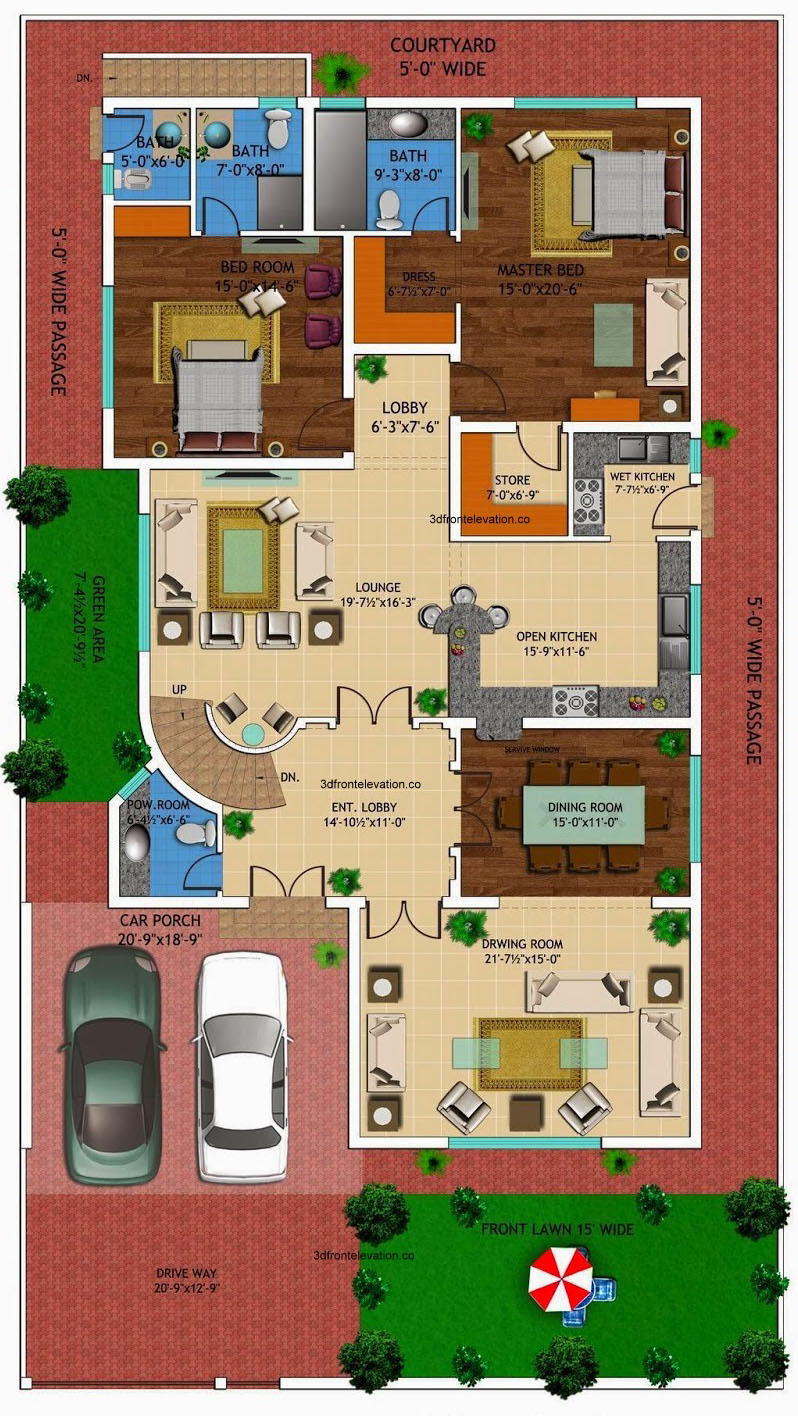 COURTYARD
5'-0" WIDE
DN.
BATH
5'-0"x6'-0"
BATH
7'-0"x8'-0"
BATH
9'-3"x8'-0"
5'-0" WIDE PASSAGE
BED ROOM
15'-0"x14'-6"
DRESS
6'-7½"x7'-0"
MASTER BED
15'-0"x20'-6"
LOBBY
6'-3"x7'-6"
STORE
7'-0"x6'-9"
WET KITCHEN
7'-7½"x6'-9"
3dfrontelevation.co
GREEN AREA
7'-4½"x20'-9½"
LOUNGE
19'-7½"x16'-3"
OPEN KITCHEN
15'-9"x11'-6"
5'-0" WIDE PASSAGE
UP
DN.
SERVIVE WINDOW
3dfrontelevation.co
POW.ROOM
6'-4½"x6'-6"
ENT. LOBBY
14'-10½"x11'-0"
DINING ROOM
15'-0"x11'-0"
CAR PORCH
20'-9"x18'-9"
DRWING ROOM
21'-7½"x15'-0"
FRONT LAWN 15' WIDE
3dfrontelevation.co
DRIVE WAY
20'-9"x12'-9"